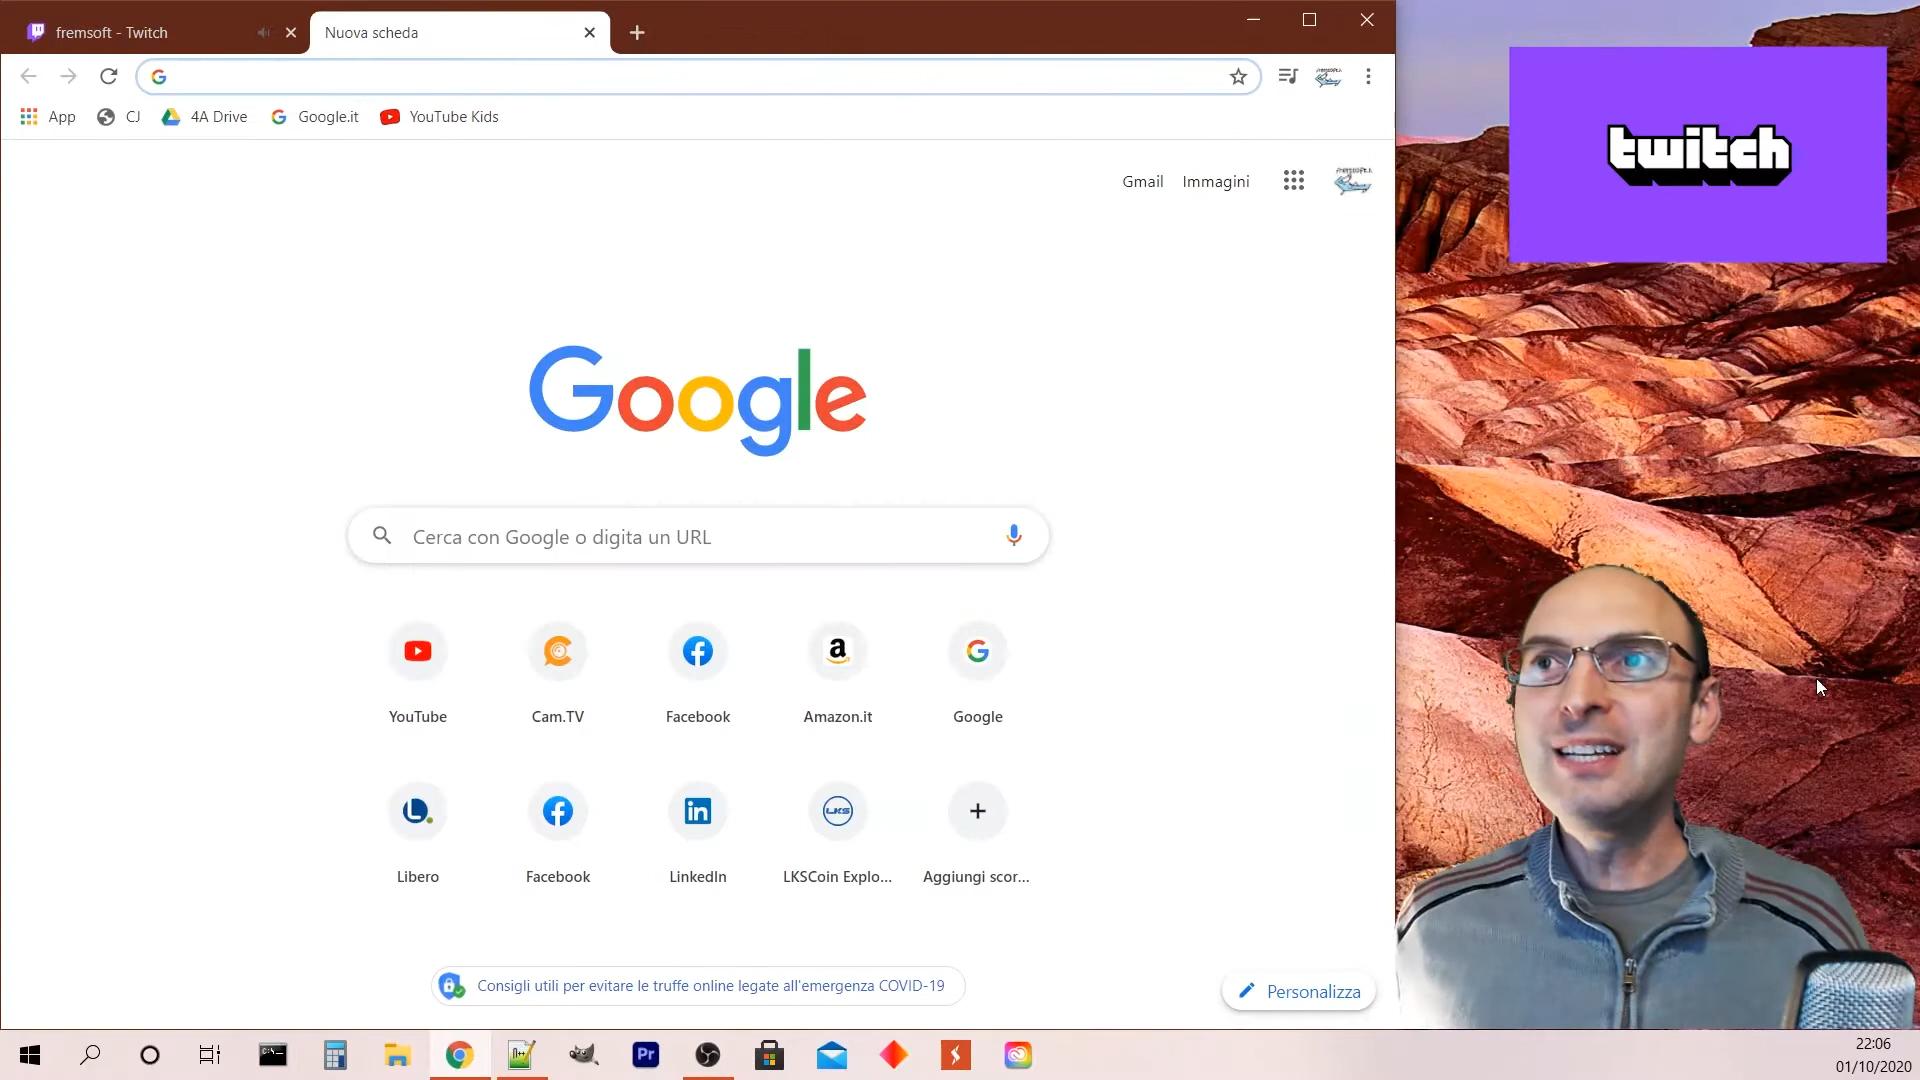 fremsoft - Twitch
Nuova scheda
App
CJ
4A Drive
Google.it
YouTube Kids
Gmail
Immagini
twitch
Google
Cerca con Google o digita un URL
YouTube
Cam.TV
Facebook
Amazon.it
Google
Libero
Facebook
LinkedIn
LKS
LKSCoin Explo...
Aggiungi scor...
Consigli utili per evitare le truffe online legate all'emergenza COVID-19
Personalizza
Pr
22:06
01/10/2020